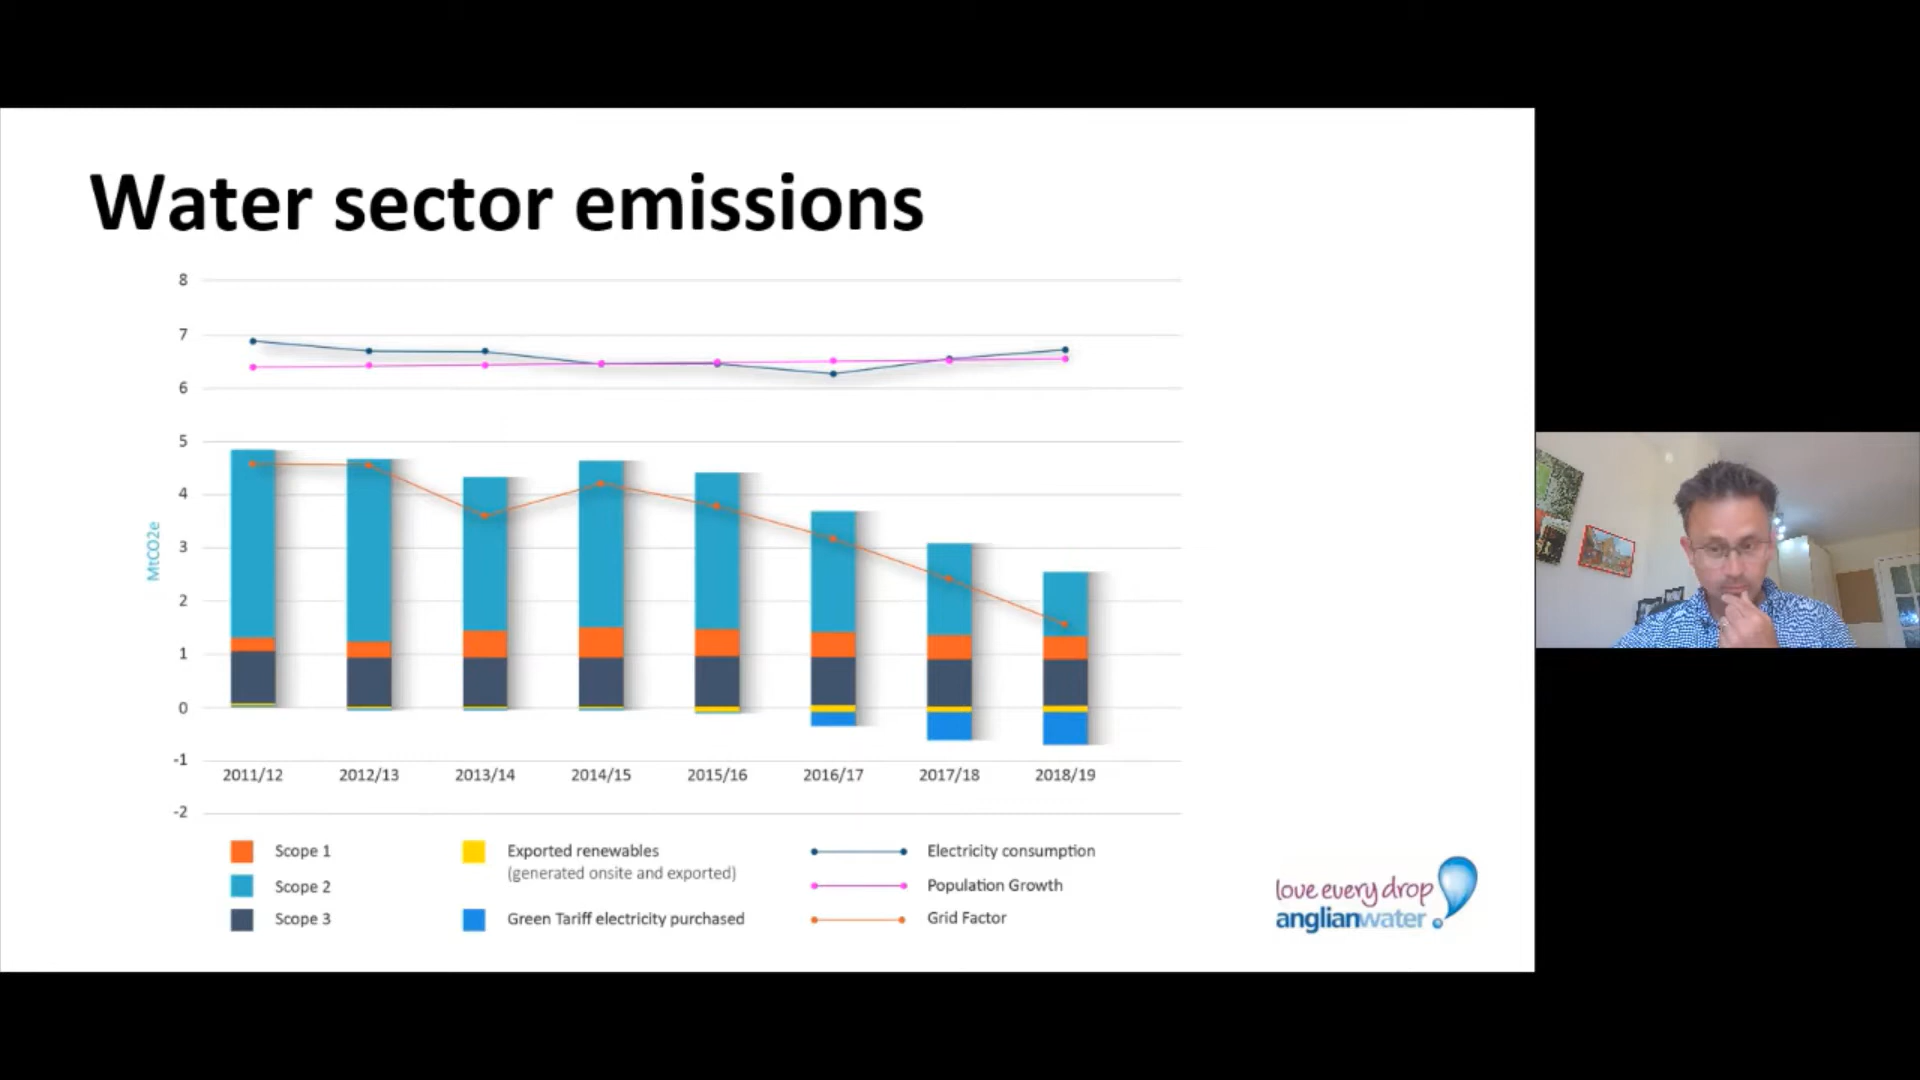 Water sector emissions
8
7
6
5
4
3
2
1
0
-1
-2
MtCO2e
2011/12 2012/13 2013/14 2014/15 2015/16 2016/17 2017/18 2018/19
Scope 1
Scope 2
Scope 3
Exported renewables
(generated onsite and exported)
Green Tariff electricity purchased
Electricity consumption
Population Growth
Grid Factor
love every drop
anglianwater